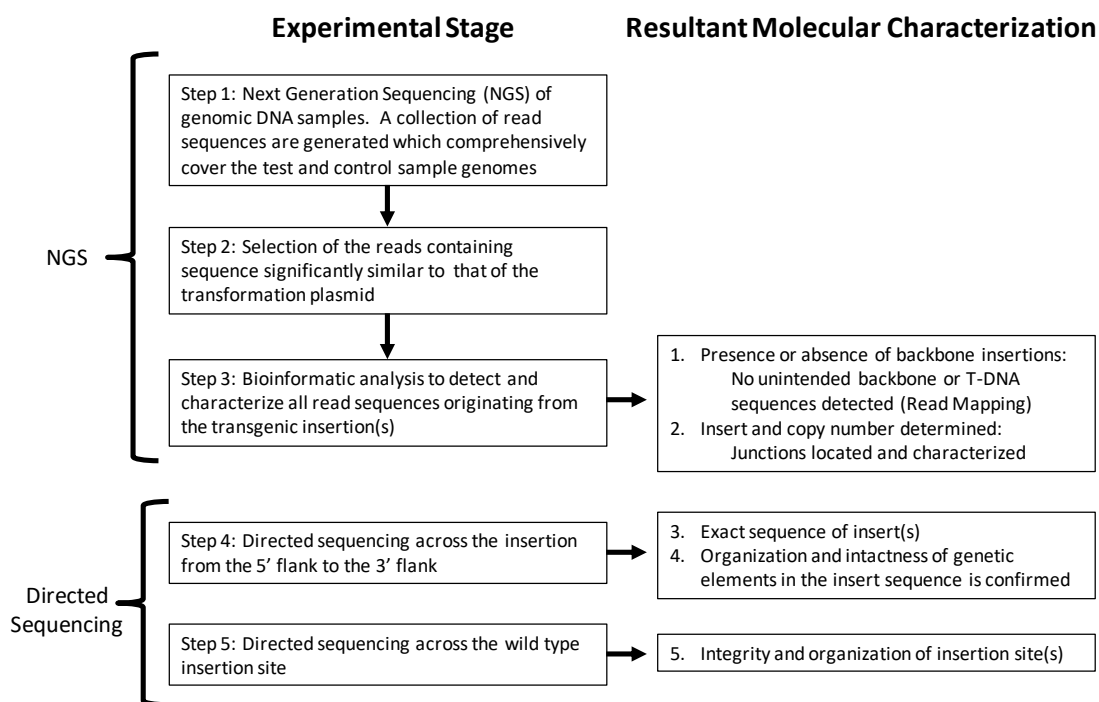 Experimental Stage
Resultant Molecular Characterization
NGS
Step 1: Next Generation Sequencing (NGS) of
genomic DNA samples.  A collection of read
sequences are generated which comprehensively
cover the test and control sample genomes
Step 2: Selection of the reads containing
sequence significantly similar to  that of the
transformation plasmid
Step 3: Bioinformatic analysis to detect and
characterize all read sequences originating from
the transgenic insertion(s)
1. Presence or absence of backbone insertions:
No unintended backbone or T-DNA
sequences detected (Read Mapping)
2. Insert and copy number determined:
Junctions located and characterized
Directed
Sequencing
Step 4: Directed sequencing across the insertion
from the 5’ flank to the 3’ flank
3. Exact sequence of insert(s)
4. Organization and intactness of genetic
elements in the insert sequence is confirmed
Step 5: Directed sequencing across the wild type
insertion site
5. Integrity and organization of insertion site(s)